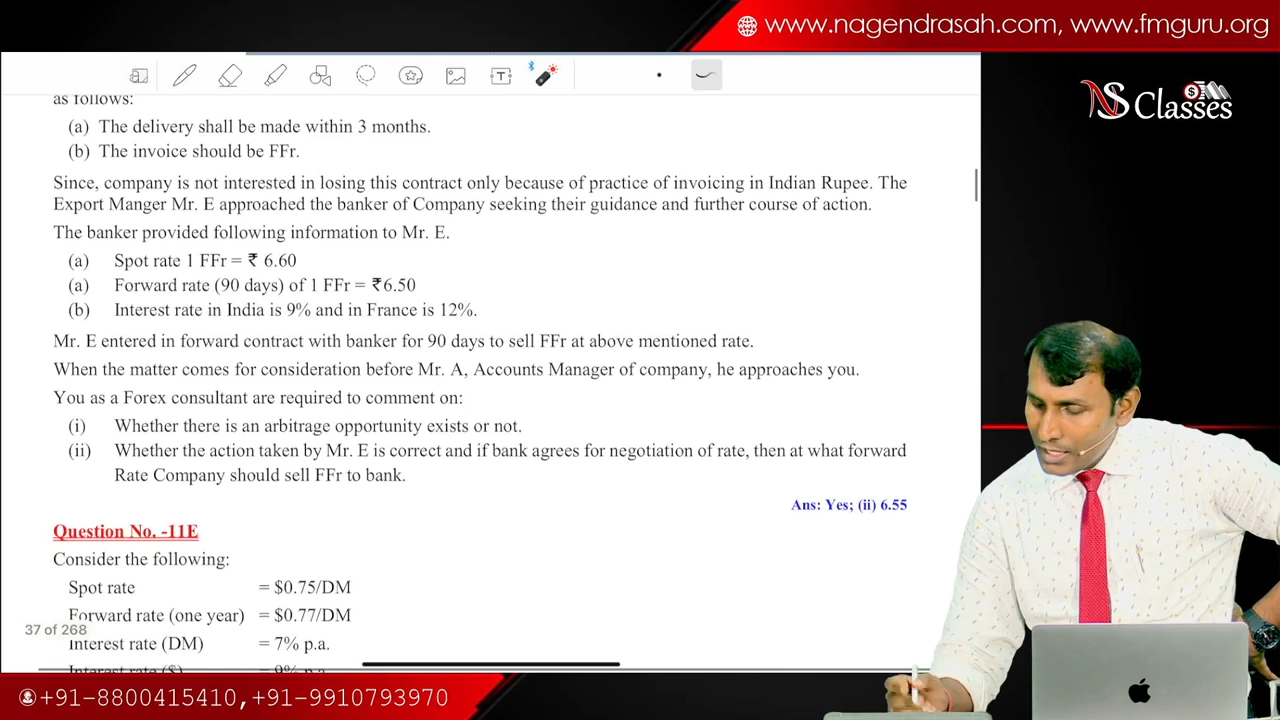 www.nagendrasah.com, www.fmguru.org
NS Classes
as follows:
(a) The delivery shall be made within 3 months.
(b) The invoice should be FFr.
Since, company is not interested in losing this contract only because of practice of invoicing in Indian Rupee. The
Export Manger Mr. E approached the banker of Company seeking their guidance and further course of action.
The banker provided following information to Mr. E.
(a) Spot rate 1 FFr = ₹ 6.60
(a) Forward rate (90 days) of 1 FFr = ₹6.50
(b) Interest rate in India is 9% and in France is 12%.
Mr. E entered in forward contract with banker for 90 days to sell FFr at above mentioned rate.
When the matter comes for consideration before Mr. A, Accounts Manager of company, he approaches you.
You as a Forex consultant are required to comment on:
(i) Whether there is an arbitrage opportunity exists or not.
(ii) Whether the action taken by Mr. E is correct and if bank agrees for negotiation of rate, then at what forward
Rate Company should sell FFr to bank.
Ans: Yes; (ii) 6.55
Question No. -11E
Consider the following:
Spot rate = $0.75/DM
Forward rate (one year) = $0.77/DM
37 of 268
Interest rate (DM) = 7% p.a.
Interest rate ($) = 9% p.a.
+91-8800415410,+91-9910793970